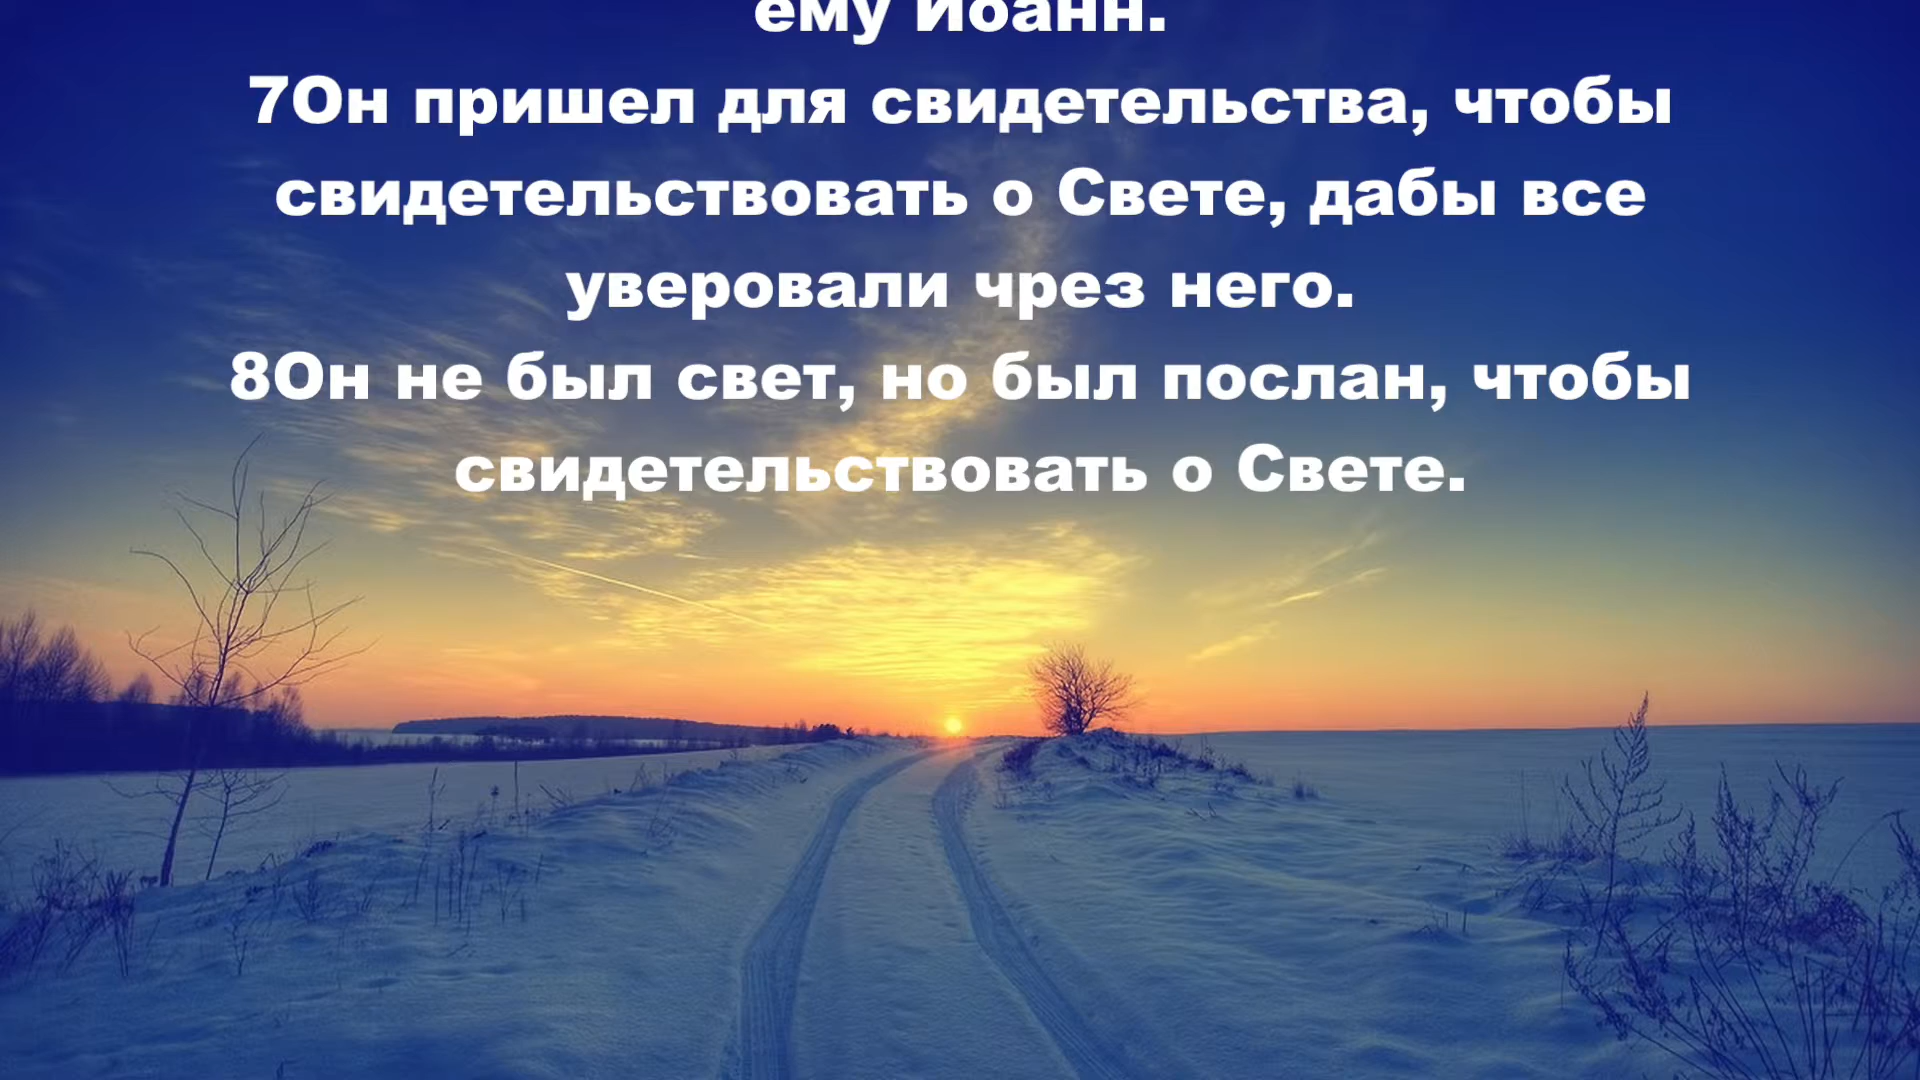 ему Иоанн.
7Он пришел для свидетельства, чтобы
свидетельствовать о Свете, дабы все
уверовали чрез него.
8Он не был свет, но был послан, чтобы
свидетельствовать о Свете.